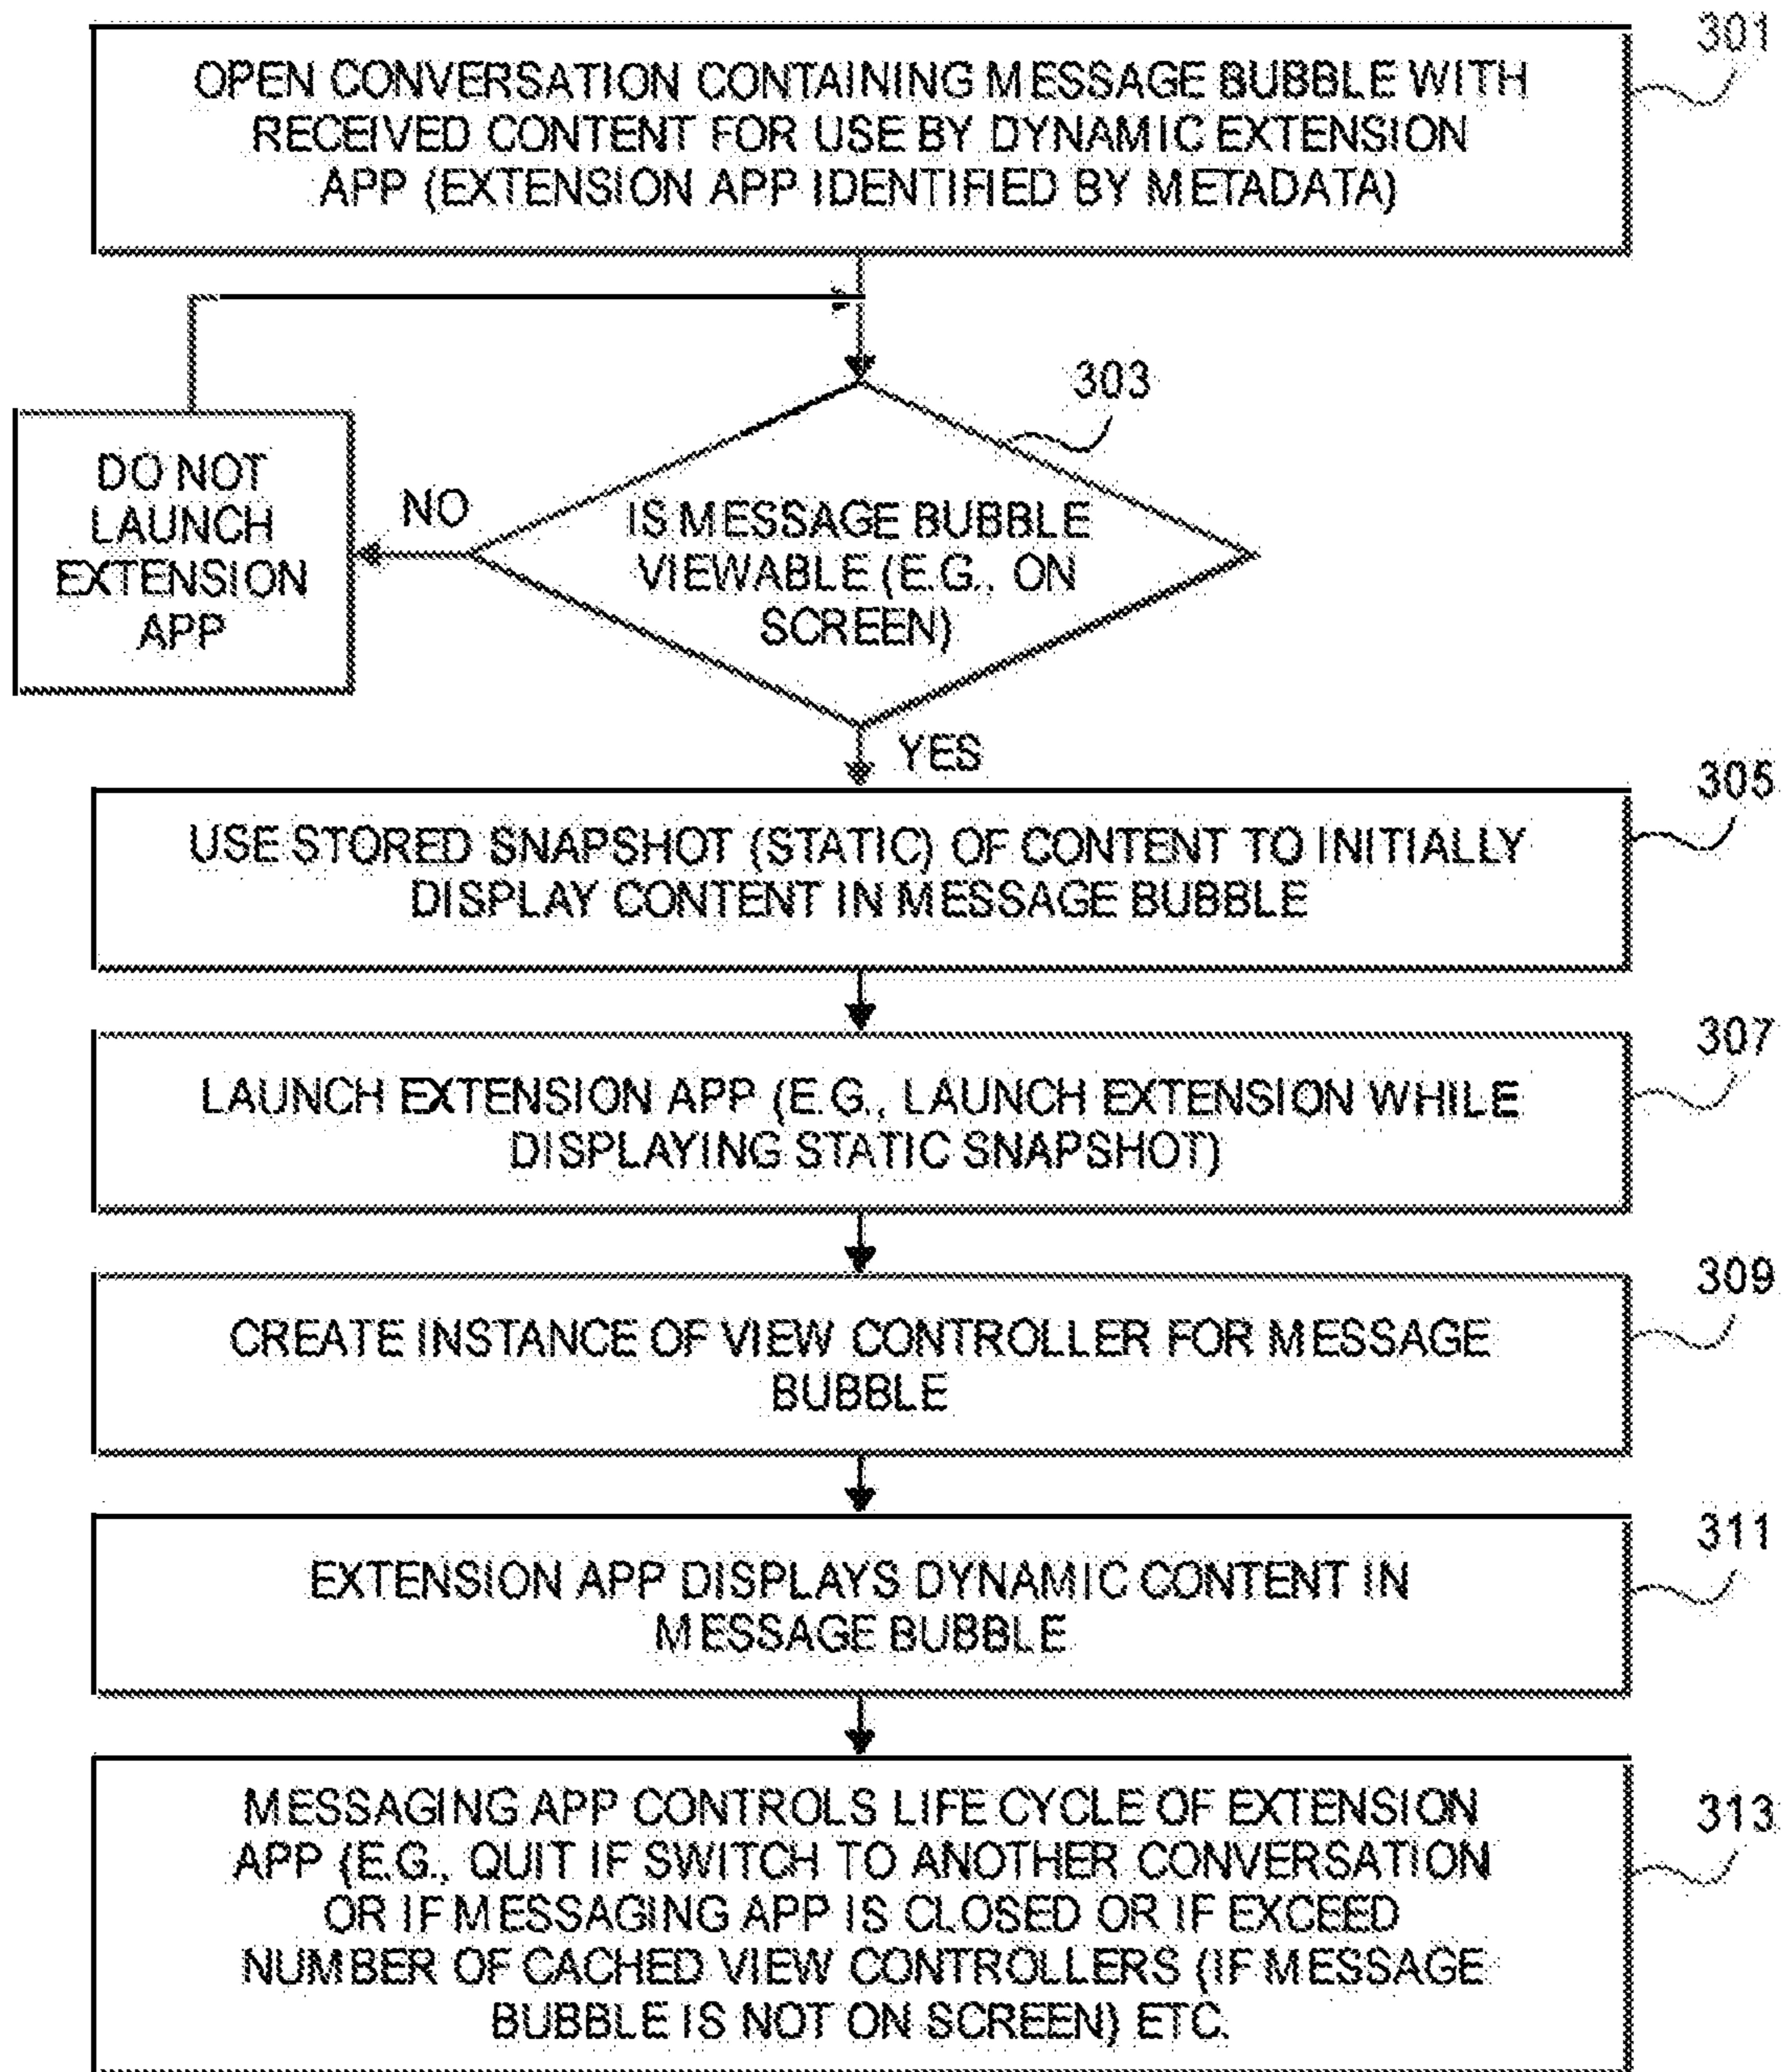 301
OPEN CONVERSATION CONTAINING MESSAGE BUBBLE WITH
RECEIVED CONTENT FOR USE BY DYNAMIC EXTENSION
APP (EXTENSION APP IDENTIFIED BY METADATA)
303
DO NOT
LAUNCH
EXTENSION
APP
NO
IS MESSAGE BUBBLE
VIEWABLE (E.G., ON
SCREEN)
YES
305
USE STORED SNAPSHOT (STATIC) OF CONTENT TO INITIALLY
DISPLAY CONTENT IN MESSAGE BUBBLE
307
LAUNCH EXTENSION APP (E.G., LAUNCH EXTENSION WHILE
DISPLAYING STATIC SNAPSHOT)
309
CREATE INSTANCE OF VIEW CONTROLLER FOR MESSAGE
BUBBLE
311
EXTENSION APP DISPLAYS DYNAMIC CONTENT IN
MESSAGE BUBBLE
313
MESSAGING APP CONTROLS LIFE CYCLE OF EXTENSION
APP (E.G., QUIT IF SWITCH TO ANOTHER CONVERSATION
OR IF MESSAGING APP IS CLOSED OR IF EXCEED
NUMBER OF CACHED VIEW CONTROLLERS (IF MESSAGE
BUBBLE IS NOT ON SCREEN) ETC.